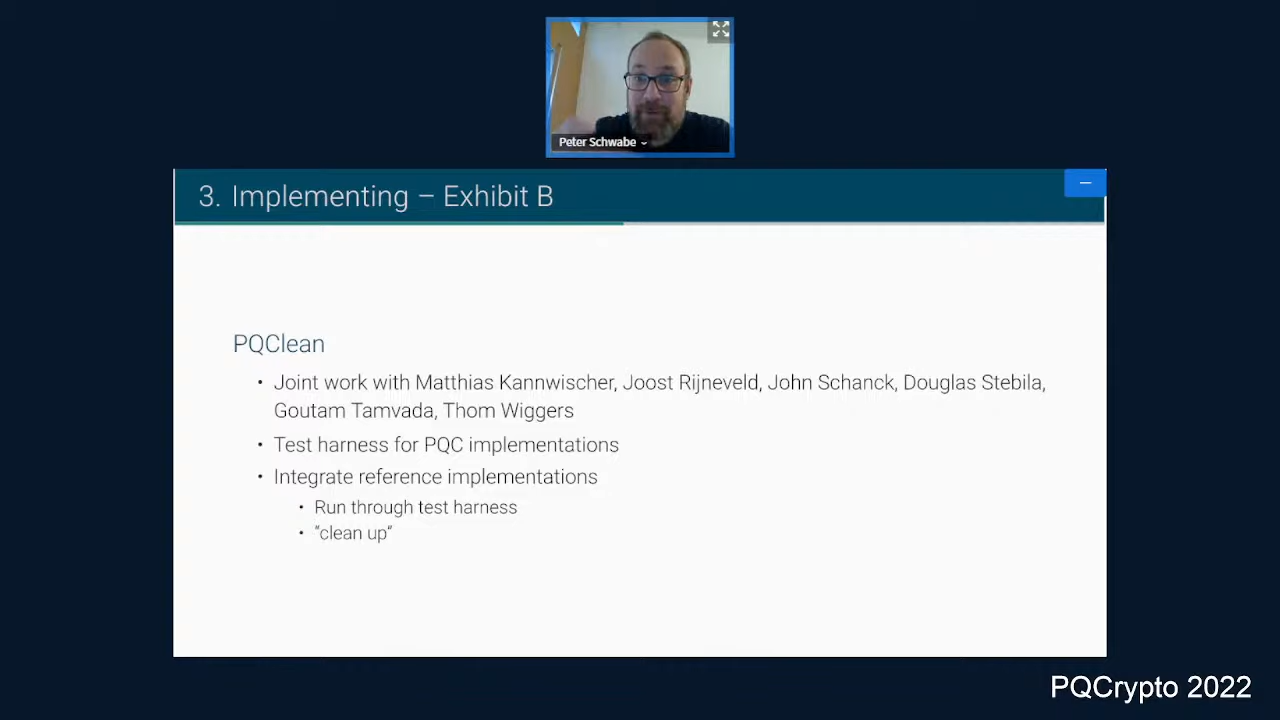 Peter Schwabe
3. Implementing – Exhibit B
PQClean
• Joint work with Matthias Kannwischer, Joost Rijneveld, John Schanck, Douglas Stebila,
Goutam Tamvada, Thom Wiggers
• Test harness for PQC implementations
• Integrate reference implementations
• Run through test harness
• “clean up“
PQCrypto 2022